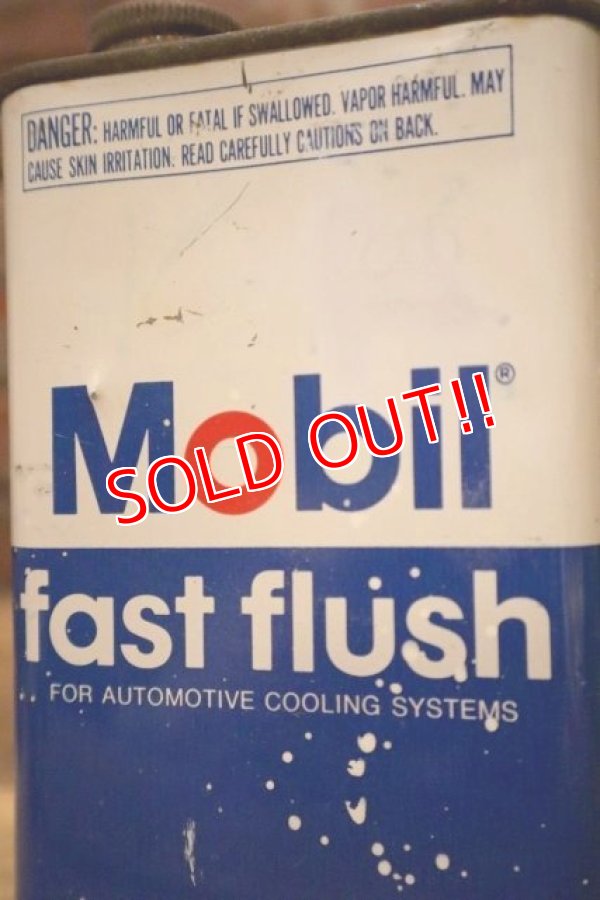 DANGER: HARMFUL OR FATAL IF SWALLOWED. VAPOR HARMFUL. MAY
CAUSE SKIN IRRITATION. READ CAREFULLY CAUTIONS ON BACK.
Mobil®
SOLD OUT!!
fast flush
FOR AUTOMOTIVE COOLING SYSTEMS